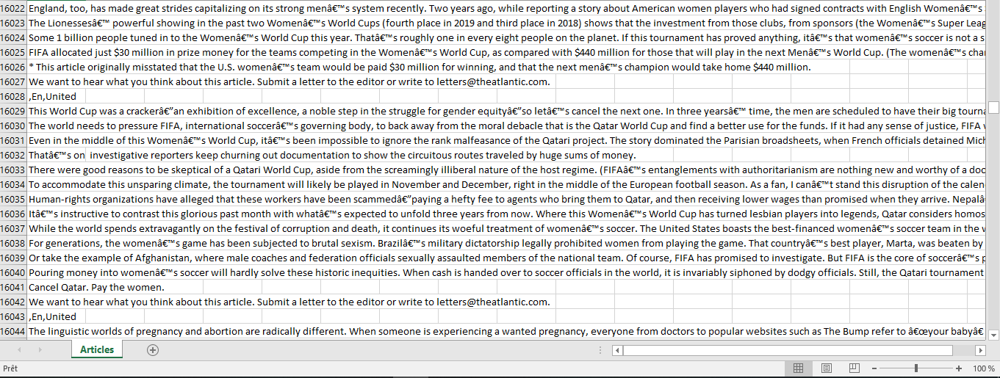 16022 England, too, has made great strides capitalizing on its strong menâ€™s system recently. Two years ago, while reporting a story about American women players who had signed contracts with English Womenâ€™s
16023 The Lionessesâ€™ powerful showing in the past two Womenâ€™s World Cups (fourth place in 2019 and third place in 2018) shows that the investment from those clubs, from sponsors (the Womenâ€™s Super Leag
16024 Some 1 billion people tuned in to the Womenâ€™s World Cup this year. Thatâ€™s roughly one in every eight people on the planet. If this tournament has proved anything, itâ€™s that womenâ€™s soccer is not a s
16025 FIFA allocated just $30 million in prize money for the teams competing in the Womenâ€™s World Cup, as compared with $440 million for those that will play in the next Menâ€™s World Cup. (The womenâ€™s cha
16026 * This article originally misstated that the U.S. womenâ€™s team would be paid $30 million for winning, and that the next menâ€™s champion would take home $440 million.
16027 We want to hear what you think about this article. Submit a letter to the editor or write to letters@theatlantic.com.
16028 ,En,United
16029 This World Cup was a crackerâ€”an exhibition of excellence, a noble step in the struggle for gender equityâ€”so letâ€™s cancel the next one. In three yearsâ€™ time, the men are scheduled to have their big tourna
16030 The world needs to pressure FIFA, international soccerâ€™s governing body, to back away from the moral debacle that is the Qatar World Cup and find a better use for the funds. If it had any sense of justice, FIFA
16031 Even in the middle of this Womenâ€™s World Cup, itâ€™s been impossible to ignore the rank malfeasance of the Qatari project. The story dominated the Parisian broadsheets, when French officials detained Mich
16032 Thatâ€™s on  investigative reporters keep churning out documentation to show the circuitous routes traveled by huge sums of money.
16033 There were good reasons to be skeptical of a Qatari World Cup, aside from the screamingly illiberal nature of the host regime. (FIFAâ€™s entanglements with authoritarianism are nothing new and worthy of a doc
16034 To accommodate this unsparing climate, the tournament will likely be played in November and December, right in the middle of the European football season. As a fan, I canâ€™t stand this disruption of the calen
16035 Human-rights organizations have alleged that these workers have been scammedâ€”paying a hefty fee to agents who bring them to Qatar, and then receiving lower wages than promised when they arrive. Nepalâ
16036 Itâ€™s instructive to contrast this glorious past month with whatâ€™s expected to unfold three years from now. Where this Womenâ€™s World Cup has turned lesbian players into legends, Qatar considers homos
16037 While the world spends extravagantly on the festival of corruption and death, it continues its woeful treatment of womenâ€™s soccer. The United States boasts the best-financed womenâ€™s soccer team in the w
16038 For generations, the womenâ€™s game has been subjected to brutal sexism. Brazilâ€™s military dictatorship legally prohibited women from playing the game. That countryâ€™s best player, Marta, was beaten by
16039 Or take the example of Afghanistan, where male coaches and federation officials sexually assaulted members of the national team. Of course, FIFA has promised to investigate. But FIFA is the core of soccerâ€™s p
16040 Pouring money into womenâ€™s soccer will hardly solve these historic inequities. When cash is handed over to soccer officials in the world, it is invariably siphoned by dodgy officials. Still, the Qatari tournament
16041 Cancel Qatar. Pay the women.
16042 We want to hear what you think about this article. Submit a letter to the editor or write to letters@theatlantic.com.
16043 ,En,United
16044 The linguistic worlds of pregnancy and abortion are radically different. When someone is experiencing a wanted pregnancy, everyone from doctors to popular websites such as The Bump refer to â€œyour babyâ€
Articles
Prêt
100 %